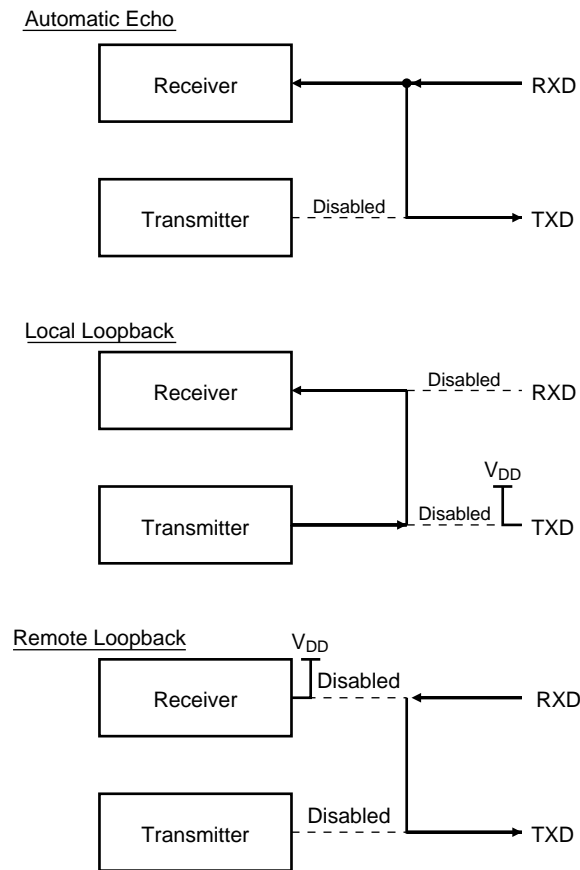 Automatic Echo
Receiver
RXD
Transmitter
Disabled
TXD
Local Loopback
Receiver
Disabled
RXD
VDD
Transmitter
Disabled
TXD
Remote Loopback
VDD
Receiver
Disabled
RXD
Transmitter
Disabled
TXD